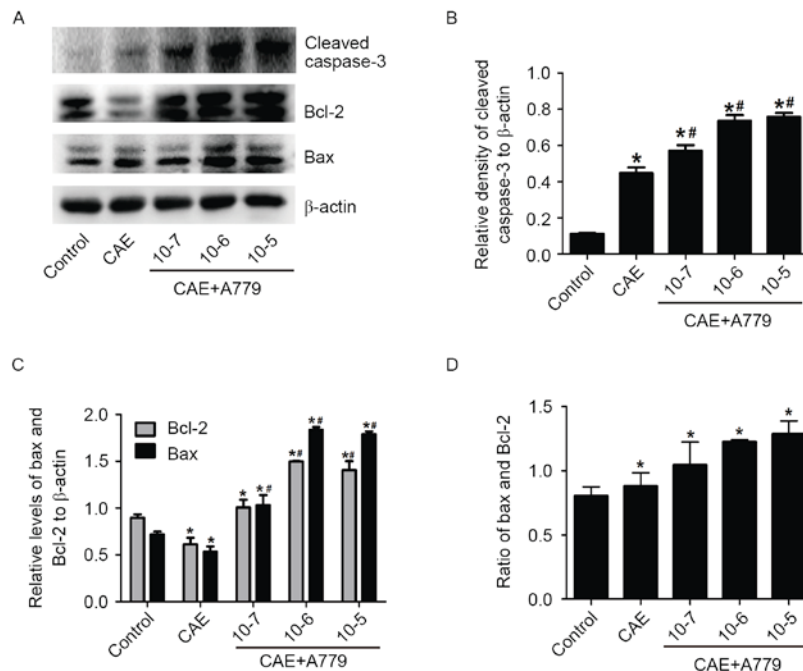 A
Cleaved
caspase-3
Bcl-2
Bax
β-actin
Control
CAE
10-7
10-6
10-5
CAE+A779
B
Relative density of cleaved
caspase-3 to β-actin
1.0
0.8
0.6
0.4
0.2
0.0
*
*#
*#
*#
Control
CAE
10-7
10-6
10-5
CAE+A779
C
Relative levels of bax and
Bcl-2 to β-actin
2.0
1.5
1.0
0.5
0.0
Bcl-2
Bax
* *
* *#
*# *#
*# *#
Control
CAE
10-7
10-6
10-5
CAE+A779
D
Ratio of bax and Bcl-2
1.5
1.0
0.5
0.0
*
*
*
*
Control
CAE
10-7
10-6
10-5
CAE+A779